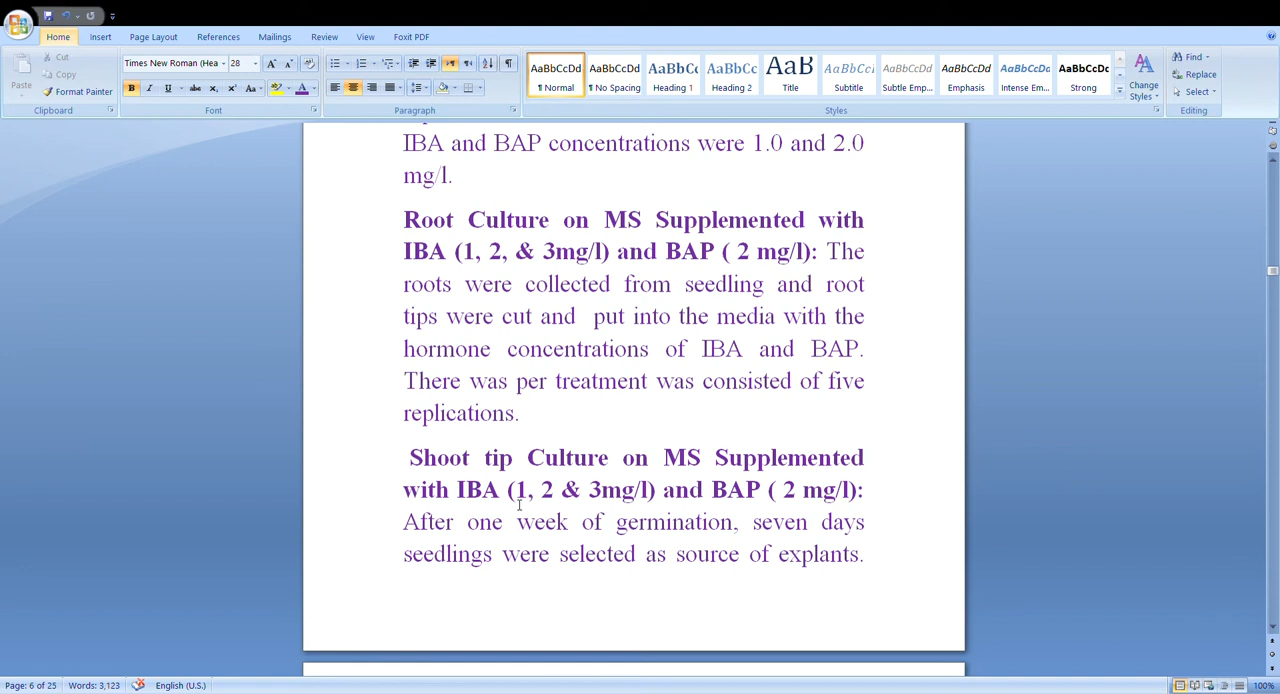 Home Insert Page Layout References Mailings Review View Foxit PDF
Cut
Copy
Paste Format Painter
Clipboard
Times New Roman (Hea 28
Font
Paragraph
AaBbCcDd AaBbCcDd AaBbCc AaBbCc AaB AaBbCcI AaBbCcDd AaBbCcDd AaBbCcDd AaBbCcDc
¶ Normal ¶ No Spacing Heading 1 Heading 2 Title Subtitle Subtle Emp... Emphasis Intense Em... Strong
Change Styles
Styles
Find
Replace
Select
Editing
IBA and BAP concentrations were 1.0 and 2.0
mg/l.
Root Culture on MS Supplemented with
IBA (1, 2, & 3mg/l) and BAP ( 2 mg/l): The
roots were collected from seedling and root
tips were cut and put into the media with the
hormone concentrations of IBA and BAP.
There was per treatment was consisted of five
replications.
Shoot tip Culture on MS Supplemented
with IBA (1, 2 & 3mg/l) and BAP ( 2 mg/l):
After one week of germination, seven days
seedlings were selected as source of explants.
Page: 6 of 25 Words: 3,123 English (U.S.) 100%